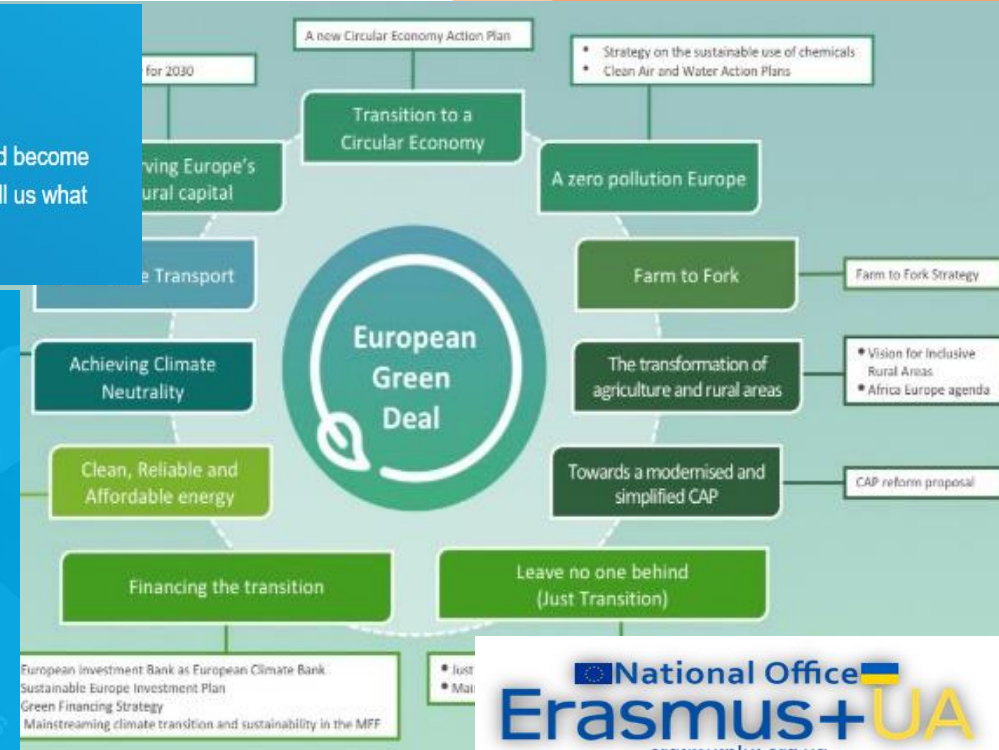 d become
ll us what
A new Circular Economy Action Plan
for 2030
• Strategy on the sustainable use of chemicals
• Clean Air and Water Action Plans
Transition to a
Circular Economy
Europe's
capital
A zero pollution Europe
Transport
Farm to Fork
Farm to Fork Strategy
European
Green
Deal
Achieving Climate
Neutrality
The transformation of
agriculture and rural areas
• Vision for Inclusive
Rural Areas
• Africa Europe agenda
Clean, Reliable and
Affordable energy
Towards a modernised and
simplified CAP
CAP reform proposal
Financing the transition
Leave no one behind
(Just Transition)
European Investment Bank as European Climate Bank
Sustainable Europe Investment Plan
Green Financing Strategy
Mainstreaming climate transition and sustainability in the MFF
• Just
National Office
Erasmus+UA